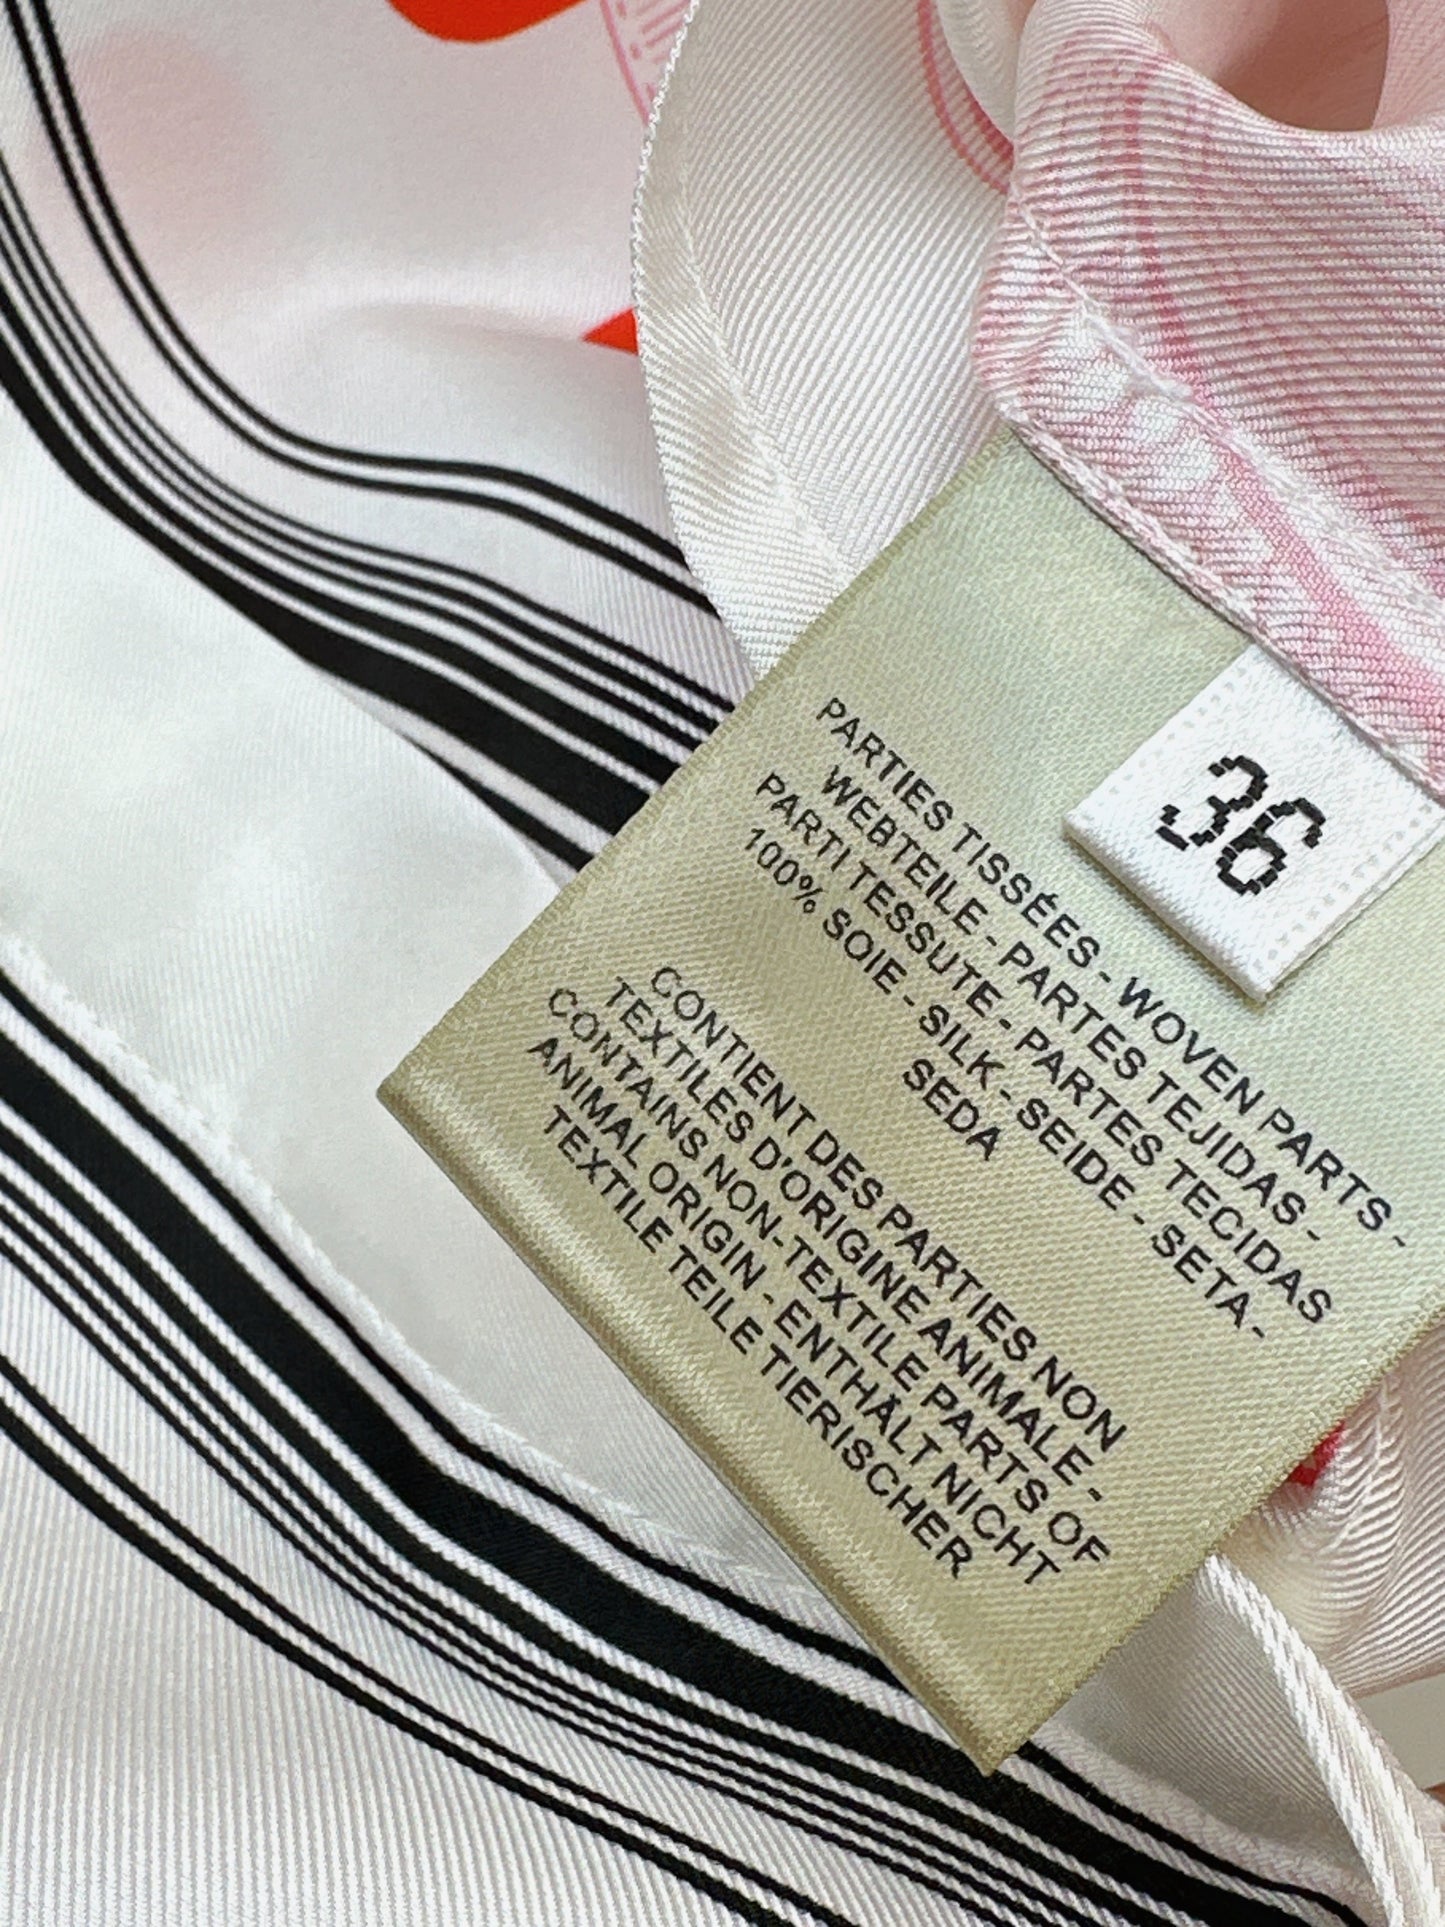 36
PARTIES TISSÉES - WOVEN PARTS -
WEBTEILE - PARTES TEJIDAS -
PARTI TESSUTE - PARTES TECIDAS
100% SOIE - SILK - SEIDE - SETA -
SEDA
CONTIENT DES PARTIES NON
TEXTILES D'ORIGINE ANIMALE -
CONTAINS NON-TEXTILE PARTS OF
ANIMAL ORIGIN - ENTHÄLT NICHT
TEXTILE TEILE TIERISCHER